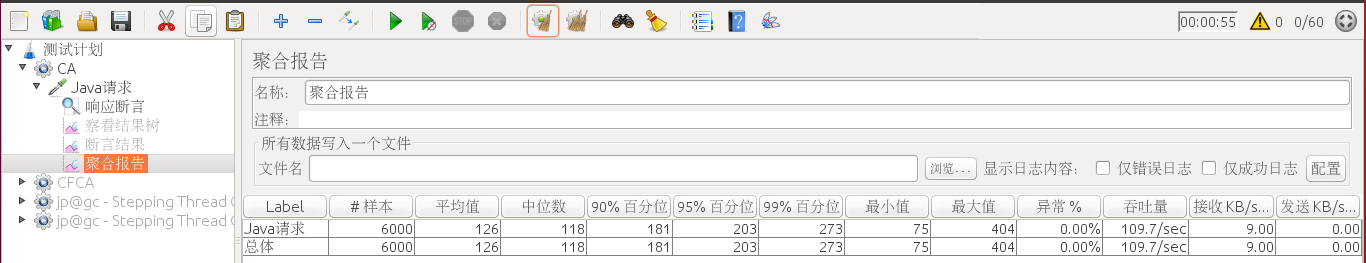 STOP
00:00:55 0 0/60
测试计划
CA
Java请求
响应断言
察看结果树
断言结果
聚合报告
CFCA
jp@gc - Stepping Thread
jp@gc - Stepping Thread
聚合报告
名称: 聚合报告
注释:
所有数据写入一个文件
文件名 浏览... 显示日志内容: 仅错误日志 仅成功日志 配置
Label # 样本 平均值 中位数 90% 百分位 95% 百分位 99% 百分位 最小值 最大值 异常 % 吞吐量 接收 KB/s... 发送 KB/s...
Java请求 6000 126 118 181 203 273 75 404 0.00% 109.7/sec 9.00 0.00
总体 6000 126 118 181 203 273 75 404 0.00% 109.7/sec 9.00 0.00